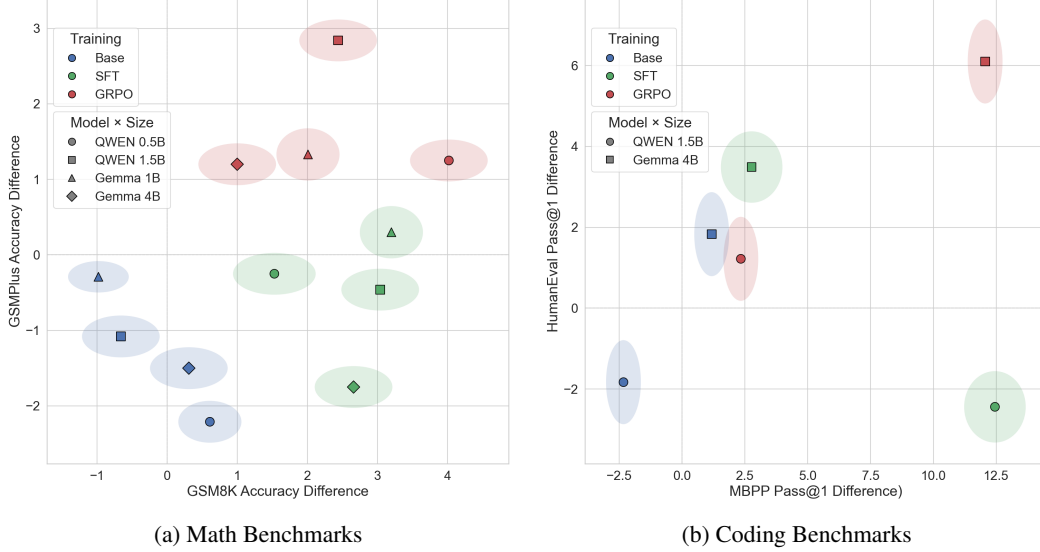 3
2
1
0
−1
−2
GSMPlus Accuracy Difference
Training
Base
SFT
GRPO
Model × Size
QWEN 0.5B
QWEN 1.5B
Gemma 1B
Gemma 4B
−1
0
1
2
3
4
GSM8K Accuracy Difference
(a) Math Benchmarks
6
4
2
0
−2
HumanEval Pass@1 Difference
Training
Base
SFT
GRPO
Model × Size
QWEN 1.5B
Gemma 4B
−2.5
0.0
2.5
5.0
7.5
10.0
12.5
MBPP Pass@1 Difference)
(b) Coding Benchmarks